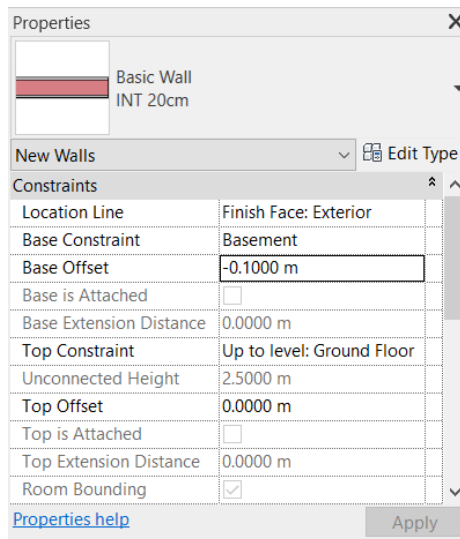 Properties
Basic Wall
INT 20cm
New Walls
Edit Type
Constraints
Location Line Finish Face: Exterior
Base Constraint Basement
Base Offset -0.1000 m
Base is Attached
Base Extension Distance 0.0000 m
Top Constraint Up to level: Ground Floor
Unconnected Height 2.5000 m
Top Offset 0.0000 m
Top is Attached
Top Extension Distance 0.0000 m
Room Bounding
Properties help
Apply